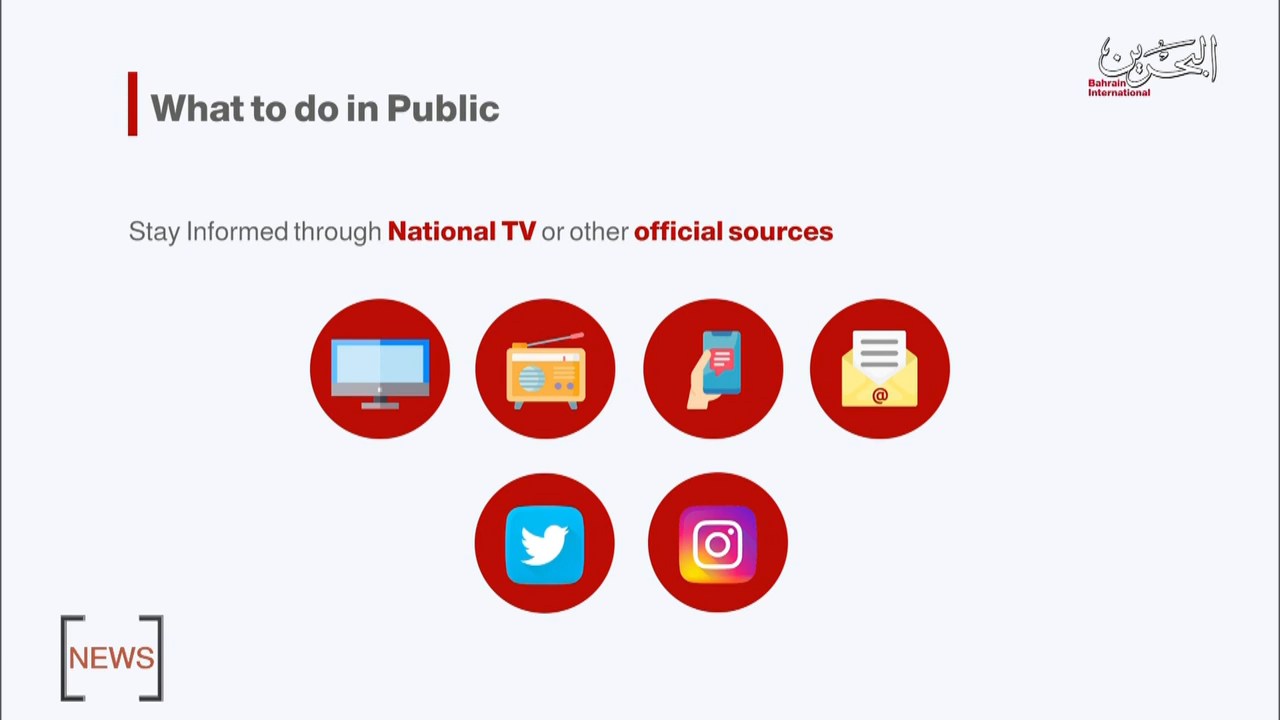 البحرين
Bahrain
International
What to do in Public
Stay Informed through National TV or other official sources
@
NEWS